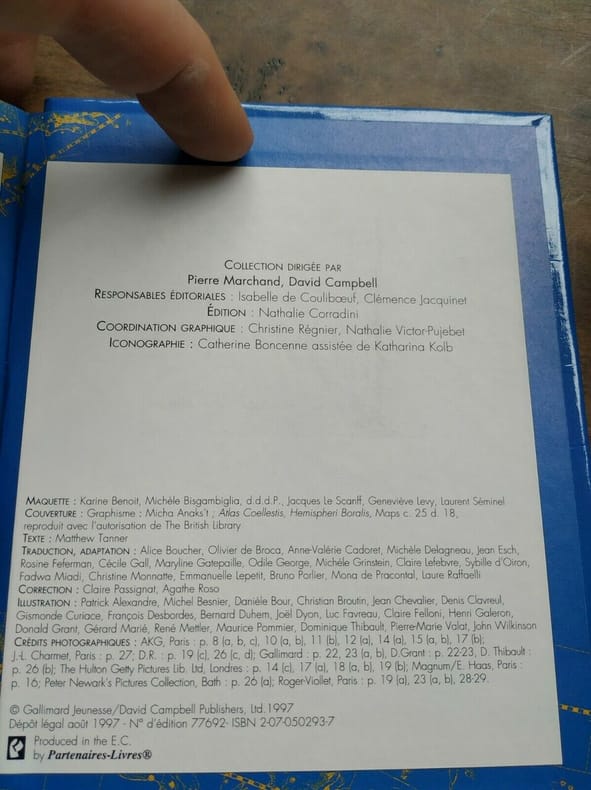 COLLECTION DIRIGÉE PAR
Pierre Marchand, David Campbell
RESPONSABLES ÉDITORIALES : Isabelle de Coulibœuf, Clémence Jacquinet
ÉDITION : Nathalie Corradini
COORDINATION GRAPHIQUE : Christine Régnier, Nathalie Victor-Pujebet
ICONOGRAPHIE : Catherine Boncenne assistée de Katharina Kolb
MAQUETTE : Karine Benoit, Michèle Bisgambiglia, d.d.d.P., Jacques Le Scanff, Geneviève Levy, Laurent Séminel
COUVERTURE : Graphisme : Micha Anaks't ; Atlas Coellestis, Hemispheri Boralis, Maps c. 25 d. 18,
reproduit avec l'autorisation de The British Library
TEXTE : Matthew Tanner
TRADUCTION, ADAPTATION : Alice Boucher, Olivier de Broca, Anne-Valérie Cadoret, Michèle Delagneau, Jean Esch,
Rosine Feferman, Cécile Gall, Maryline Gatepaille, Odile George, Michèle Grinstein, Claire Lefebvre, Sybille d'Oiron,
Fadwa Miadi, Christine Monnatte, Emmanuelle Lepetit, Bruno Porlier, Mona de Pracontal, Laure Raffaelli
CORRECTION : Claire Passignat, Agathe Roso
ILLUSTRATION : Patrick Alexandre, Michel Besnier, Danièle Bour, Christian Broutin, Jean Chevalier, Denis Clavreul,
Gismonde Curiace, François Desbordes, Bernard Duhem, Joël Dyon, Luc Favreau, Claire Felloni, Henri Galeron,
Donald Grant, Gérard Marié, René Mettler, Maurice Pommier, Dominique Thibault, Pierre-Marie Valat, John Wilkinson
CRÉDITS PHOTOGRAPHIQUES : AKG, Paris : p. 8 (a, b, c), 10 (a, b), 11 (b), 12 (a), 14 (a), 15 (a, b), 17 (b);
J.-L. Charmet, Paris : p. 27; D.R. : p. 19 (c), 26 (c, d); Gallimard : p. 22, 23 (a, b), D.Grant : p. 22-23, D. Thibault :
p. 26 (b); The Hulton Getty Pictures Lib. Ltd, Londres : p. 14 (c), 17 (a), 18 (a, b), 19 (b); Magnum/E. Haas, Paris :
p. 16; Peter Newark's Pictures Collection, Bath : p. 26 (a); Roger-Viollet, Paris : p. 19 (a), 23 (a, b), 28-29.
© Gallimard Jeunesse/David Campbell Publishers, Ltd.1997
Dépôt légal août 1997 - N° d'édition 77692- ISBN 2-07-050293-7
Produced in the E.C.
by Partenaires-Livres®